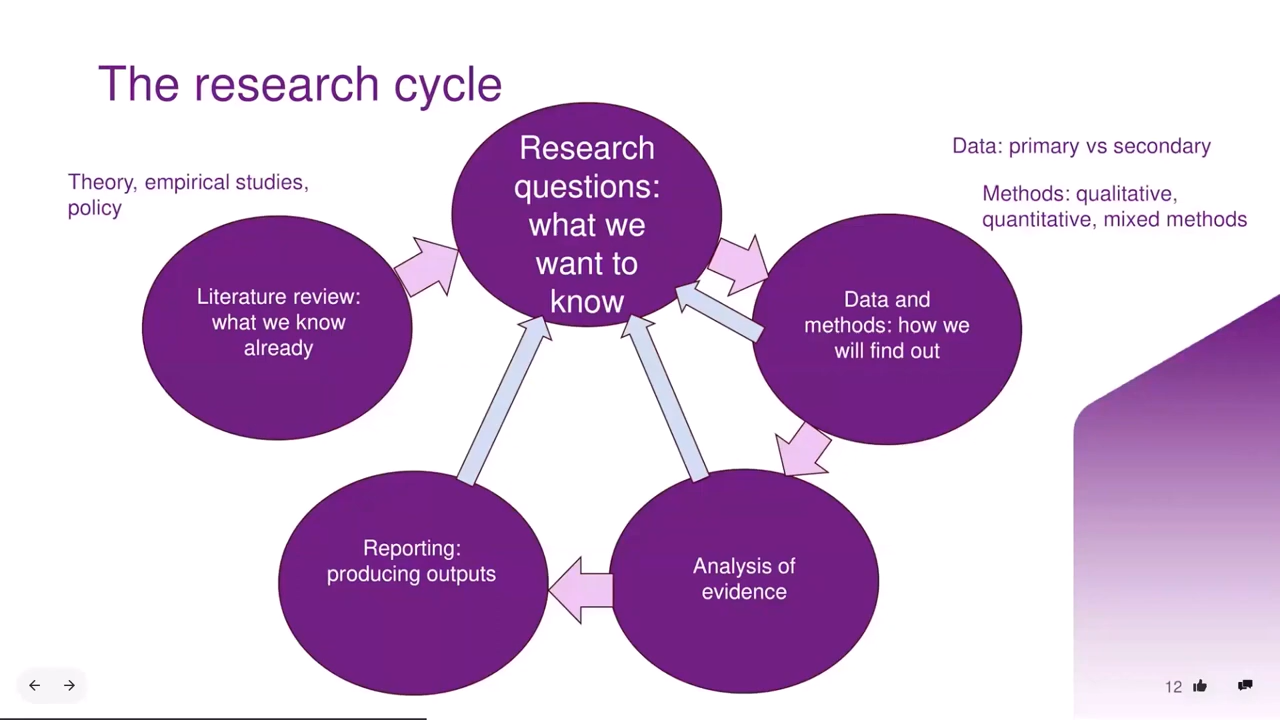 The research cycle
Theory, empirical studies,
policy
Literature review:
what we know
already
Research
questions:
what we
want to
know
Data: primary vs secondary
Methods: qualitative,
quantitative, mixed methods
Data and
methods: how we
will find out
Analysis of
evidence
Reporting:
producing outputs
12